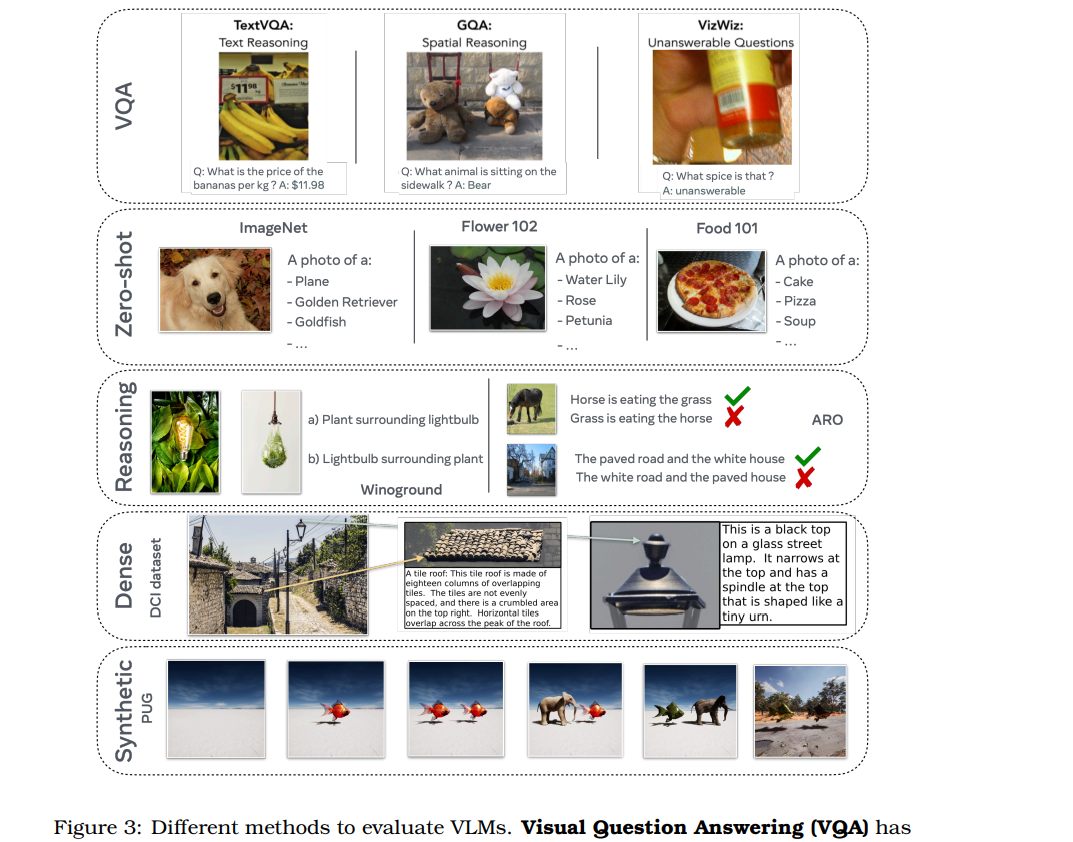 VQA
TextVQA:
Text Reasoning
$1198
kg
Q: What is the price of the
bananas per kg ? A: $11.98
GQA:
Spatial Reasoning
Q: What animal is sitting on the
sidewalk ? A: Bear
VizWiz:
Unanswerable Questions
Q: What spice is that ?
A: unanswerable
Zero-shot
ImageNet
A photo of a:
- Plane
- Golden Retriever
- Goldfish
- ...
Flower 102
A photo of a:
- Water Lily
- Rose
- Petunia
- ...
Food 101
A photo of a:
- Cake
- Pizza
- Soup
- ...
Reasoning
a) Plant surrounding lightbulb
b) Lightbulb surrounding plant
Winoground
Horse is eating the grass
Grass is eating the horse
ARO
The paved road and the white house
The white road and the paved house
Dense
DCI dataset
A tile roof: This tile roof is made of
eighteen columns of overlapping
tiles. The tiles are not evenly
spaced, and there is a crumbled area
on the top right. Horizontal tiles
overlap across the peak of the roof.
This is a black top
on a glass street
lamp. It narrows at
the top and has a
spindle at the top
that is shaped like a
tiny urn.
Synthetic
PUG
Figure 3: Different methods to evaluate VLMs. Visual Question Answering (VQA) has